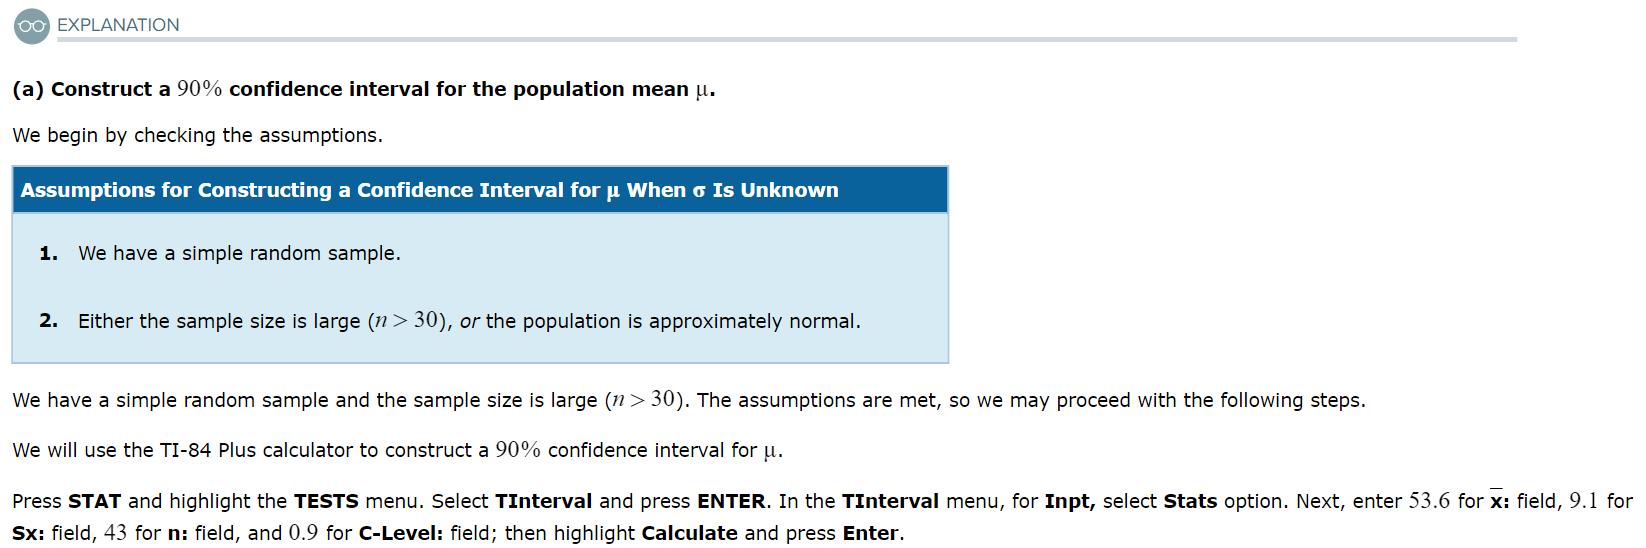 EXPLANATION
(a) Construct a 90% confidence interval for the population mean μ.
We begin by checking the assumptions.
Assumptions for Constructing a Confidence Interval for μ When σ Is Unknown
1. We have a simple random sample.
2. Either the sample size is large (n > 30), or the population is approximately normal.
We have a simple random sample and the sample size is large (n > 30). The assumptions are met, so we may proceed with the following steps.
We will use the TI-84 Plus calculator to construct a 90% confidence interval for μ.
Press STAT and highlight the TESTS menu. Select TInterval and press ENTER. In the TInterval menu, for Inpt, select Stats option. Next, enter 53.6 for x̄: field, 9.1 for
Sx: field, 43 for n: field, and 0.9 for C-Level: field; then highlight Calculate and press Enter.